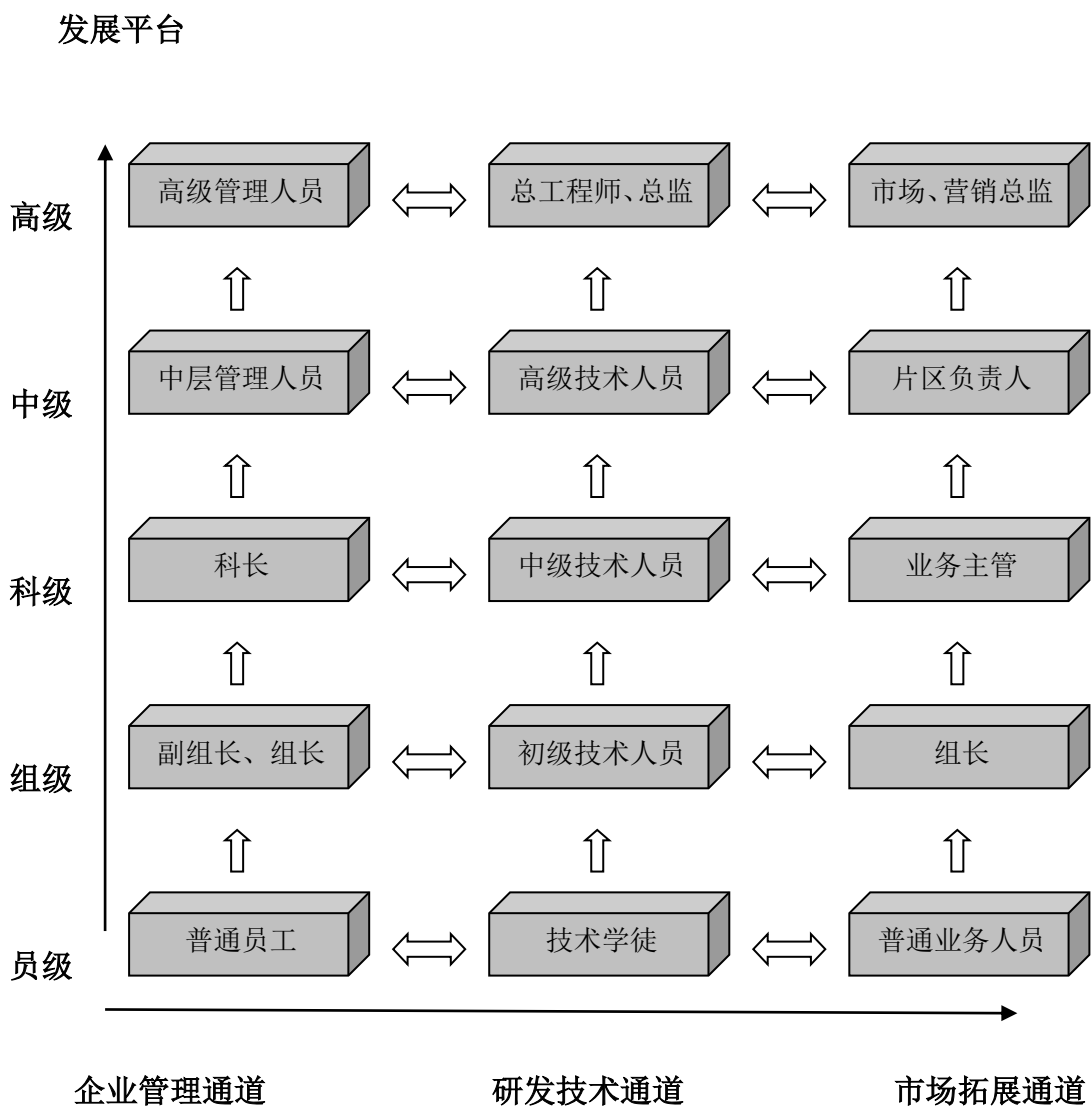 发展平台
高级管理人员
总工程师、总监
市场、营销总监
高级
中层管理人员
高级技术人员
片区负责人
中级
科长
中级技术人员
业务主管
科级
副组长、组长
初级技术人员
组长
组级
普通员工
技术学徒
普通业务人员
员级
企业管理通道
研发技术通道
市场拓展通道